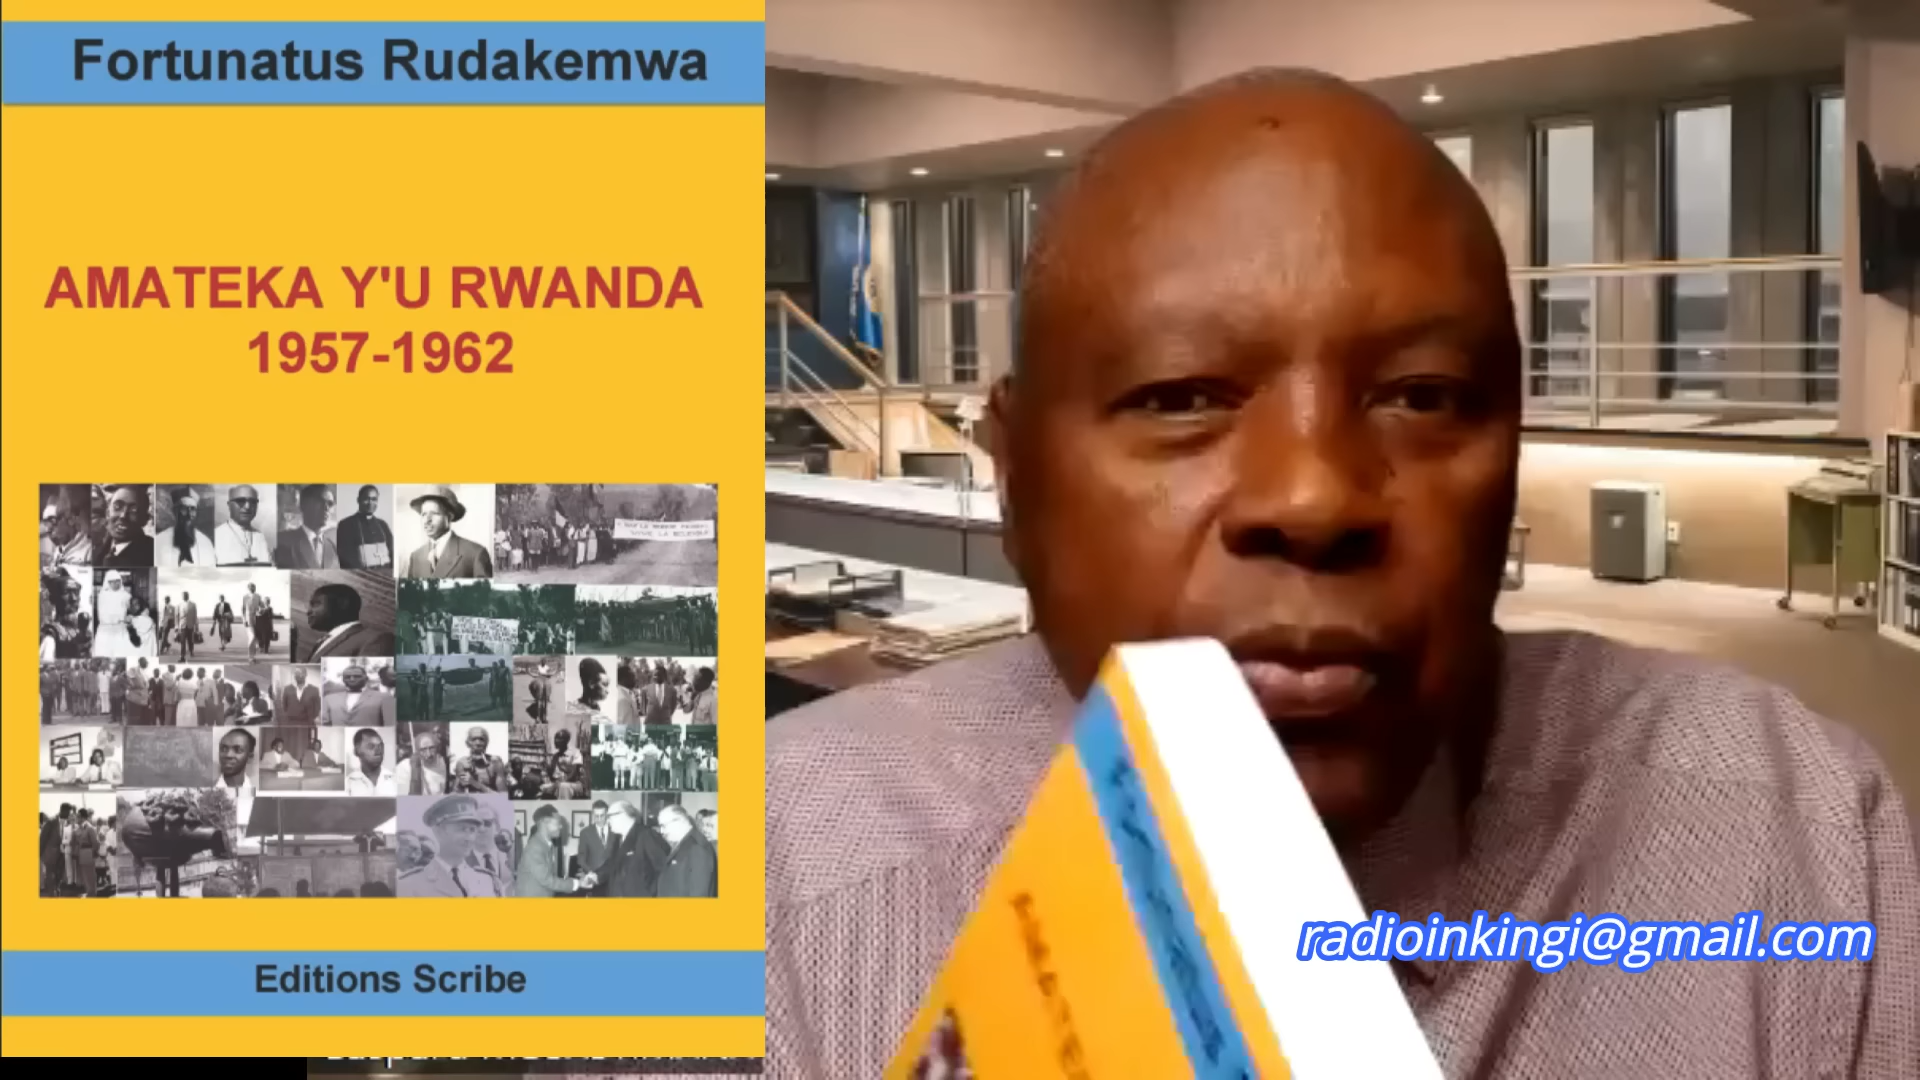 Fortunatus Rudakemwa
AMATEKA Y'U RWANDA
1957-1962
Editions Scribe
radioinkingi@gmail.com